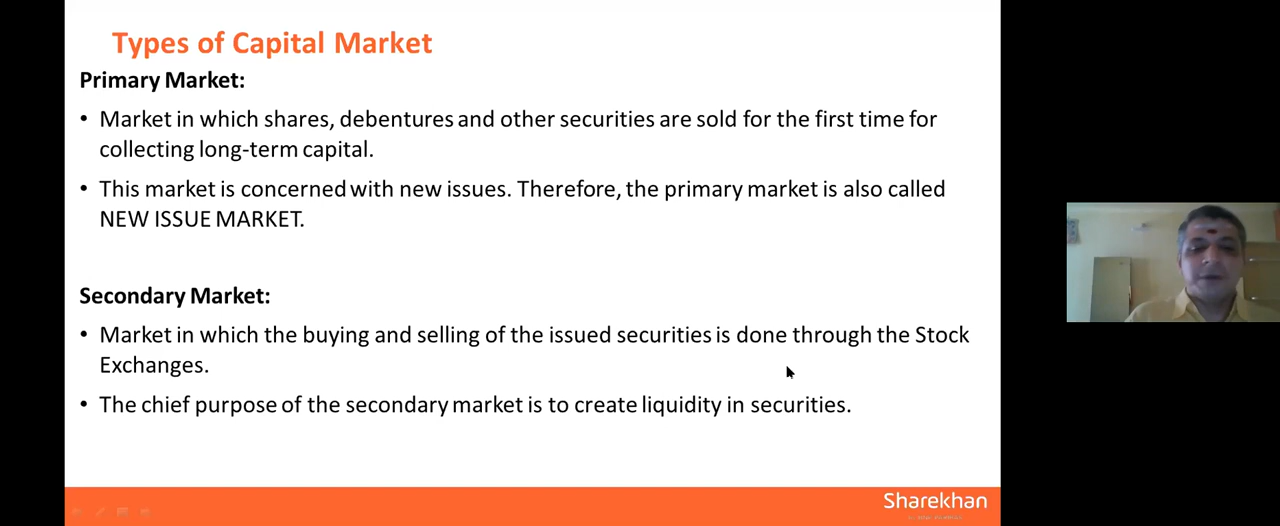 Types of Capital Market
Primary Market:
• Market in which shares, debentures and other securities are sold for the first time for
collecting long-term capital.
• This market is concerned with new issues. Therefore, the primary market is also called
NEW ISSUE MARKET.
Secondary Market:
• Market in which the buying and selling of the issued securities is done through the Stock
Exchanges.
• The chief purpose of the secondary market is to create liquidity in securities.
Sharekhan